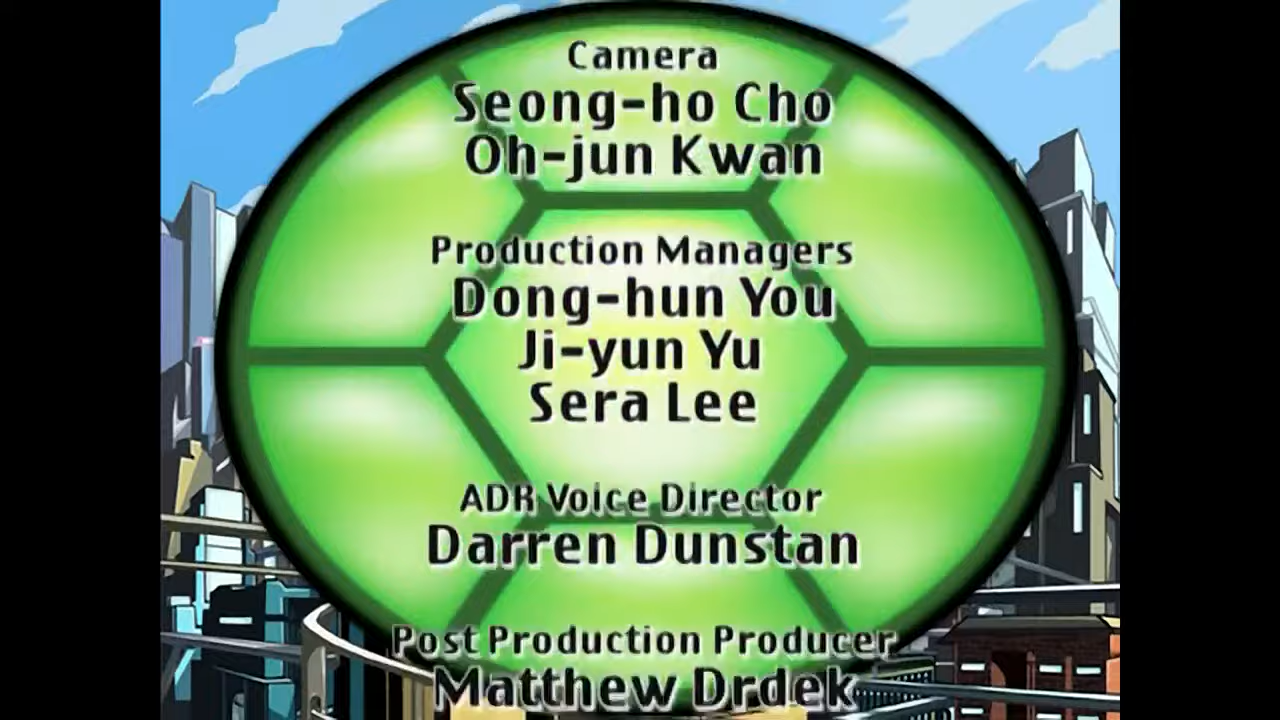 Camera
Seong-ho Cho
Oh-jun Kwan
Production Managers
Dong-hun You
Ji-yun Yu
Sera Lee
ADR Voice Director
Darren Dunstan
Post Production Producer
Matthew Drdek